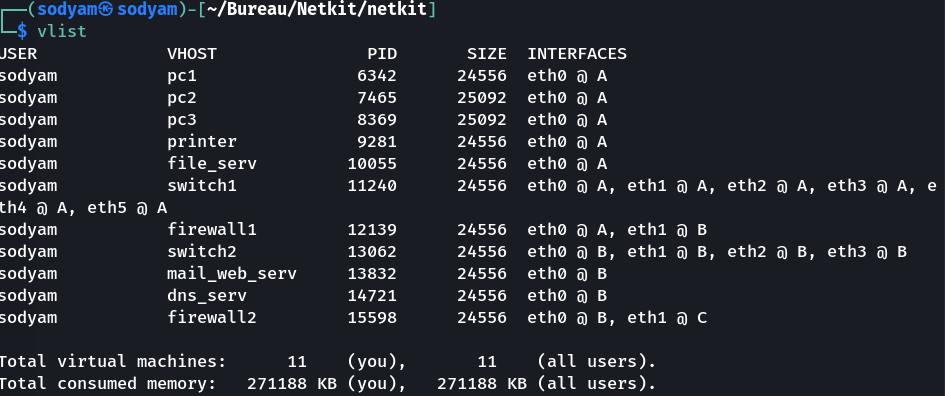 ┌──(sodyam㉿sodyam)-[~/Bureau/Netkit/netkit]
└─$ vlist
USER             VHOST               PID       SIZE  INTERFACES
sodyam           pc1                6342      24556  eth0 @ A
sodyam           pc2                7465      25092  eth0 @ A
sodyam           pc3                8369      25092  eth0 @ A
sodyam           printer            9281      24556  eth0 @ A
sodyam           file_serv         10055      24556  eth0 @ A
sodyam           switch1           11240      24556  eth0 @ A, eth1 @ A, eth2 @ A, eth3 @ A, e
th4 @ A, eth5 @ A
sodyam           firewall1         12139      24556  eth0 @ A, eth1 @ B
sodyam           switch2           13062      24556  eth0 @ B, eth1 @ B, eth2 @ B, eth3 @ B
sodyam           mail_web_serv     13832      24556  eth0 @ B
sodyam           dns_serv          14721      24556  eth0 @ B
sodyam           firewall2         15598      24556  eth0 @ B, eth1 @ C
Total virtual machines:      11    (you),       11    (all users).
Total consumed memory:   271188 KB (you),   271188 KB (all users).